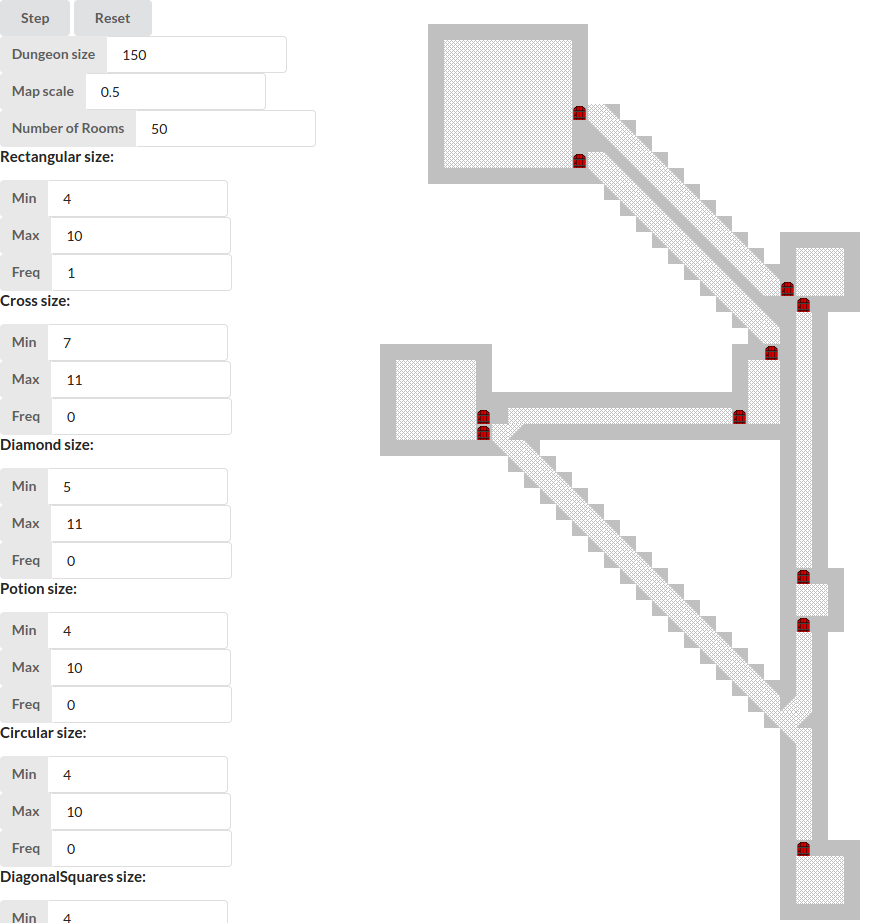 Step Reset
Dungeon size 150
Map scale 0.5
Number of Rooms 50
Rectangular size:
Min 4
Max 10
Freq 1
Cross size:
Min 7
Max 11
Freq 0
Diamond size:
Min 5
Max 11
Freq 0
Potion size:
Min 4
Max 10
Freq 0
Circular size:
Min 4
Max 10
Freq 0
DiagonalSquares size:
Min 4